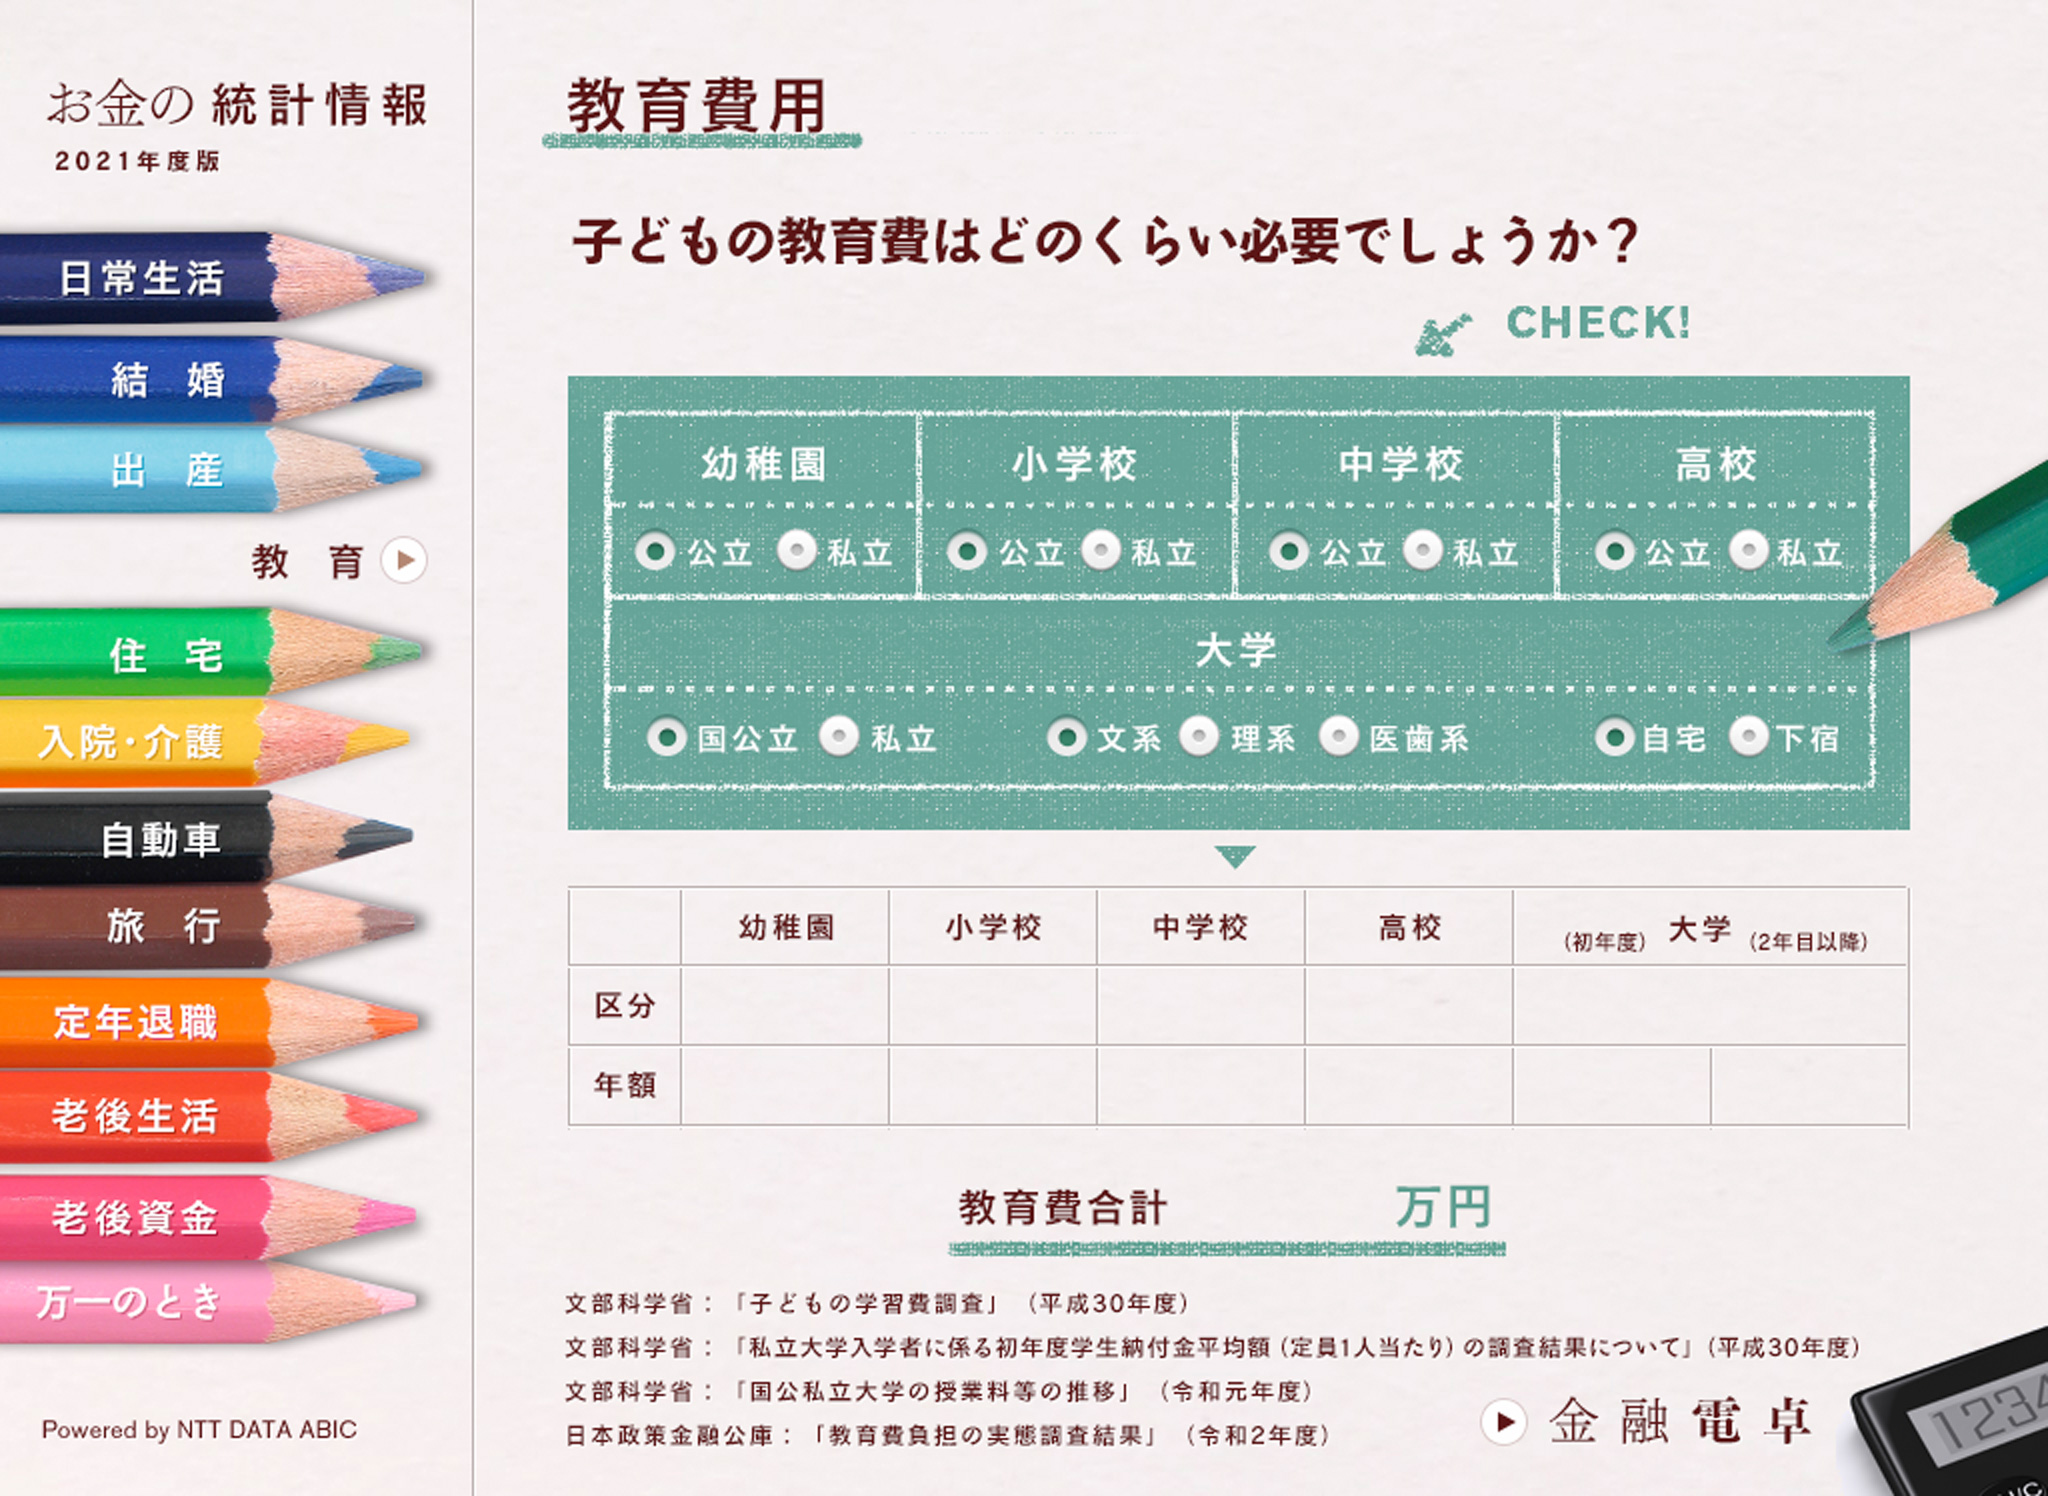 お金の 統計情報
2021年度版
日常生活
結 婚
出 産
教 育
住 宅
入院・介護
自動車
旅 行
定年退職
老後生活
老後資金
万一のとき
Powered by NTT DATA ABIC
教育費用
子どもの教育費はどのくらい必要でしょうか？
CHECK!
幼稚園 小学校 中学校 高校
公立 私立 公立 私立 公立 私立 公立 私立
大学
国公立 私立 文系 理系 医歯系 自宅 下宿
幼稚園 小学校 中学校 高校 （初年度） 大学 （2年目以降）
区分
年額
教育費合計 万円
文部科学省：「子どもの学習費調査」（平成30年度）
文部科学省：「私立大学入学者に係る初年度学生納付金平均額（定員1人当たり）の調査結果について」（平成30年度）
文部科学省：「国公私立大学の授業料等の推移」（令和元年度）
日本政策金融公庫：「教育費負担の実態調査結果」（令和2年度）
金融電卓
1234